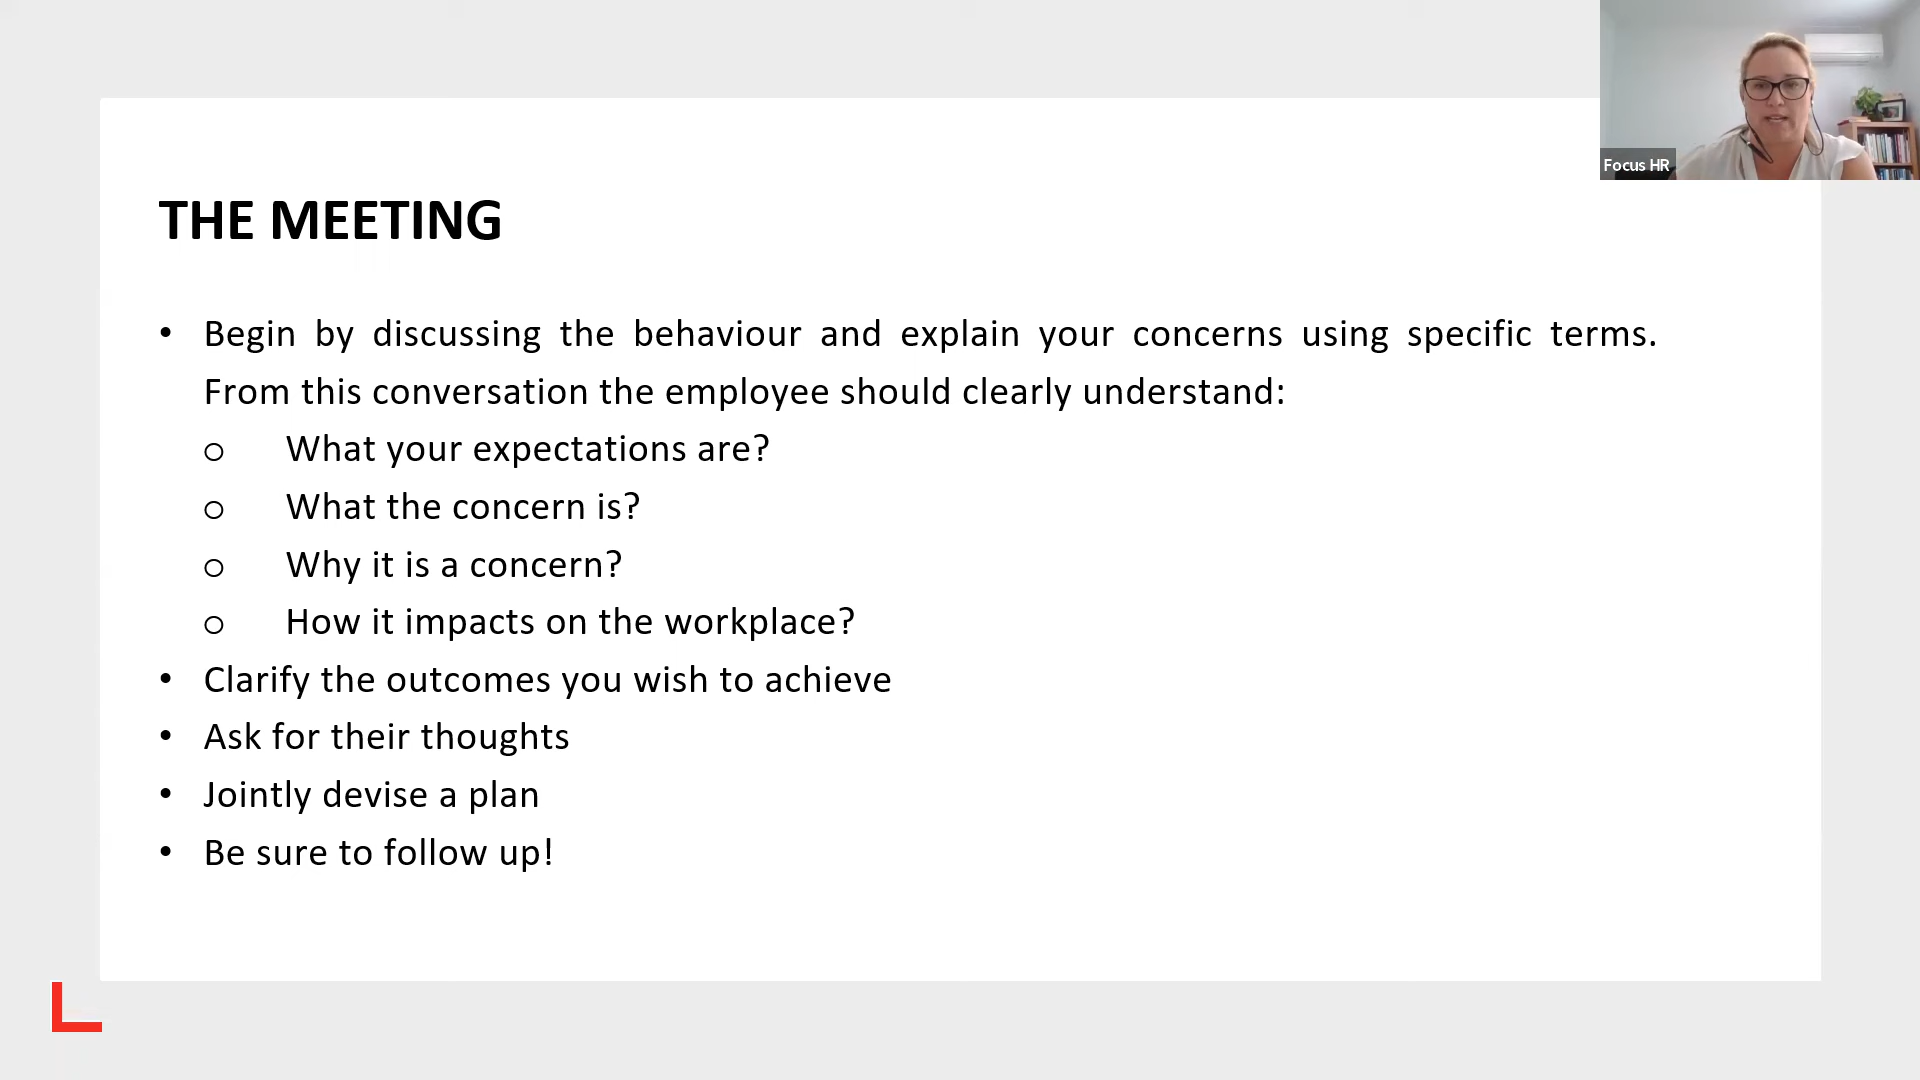 Focus HR
THE MEETING
• Begin by discussing the behaviour and explain your concerns using specific terms.
From this conversation the employee should clearly understand:
o What your expectations are?
o What the concern is?
o Why it is a concern?
o How it impacts on the workplace?
• Clarify the outcomes you wish to achieve
• Ask for their thoughts
• Jointly devise a plan
• Be sure to follow up!